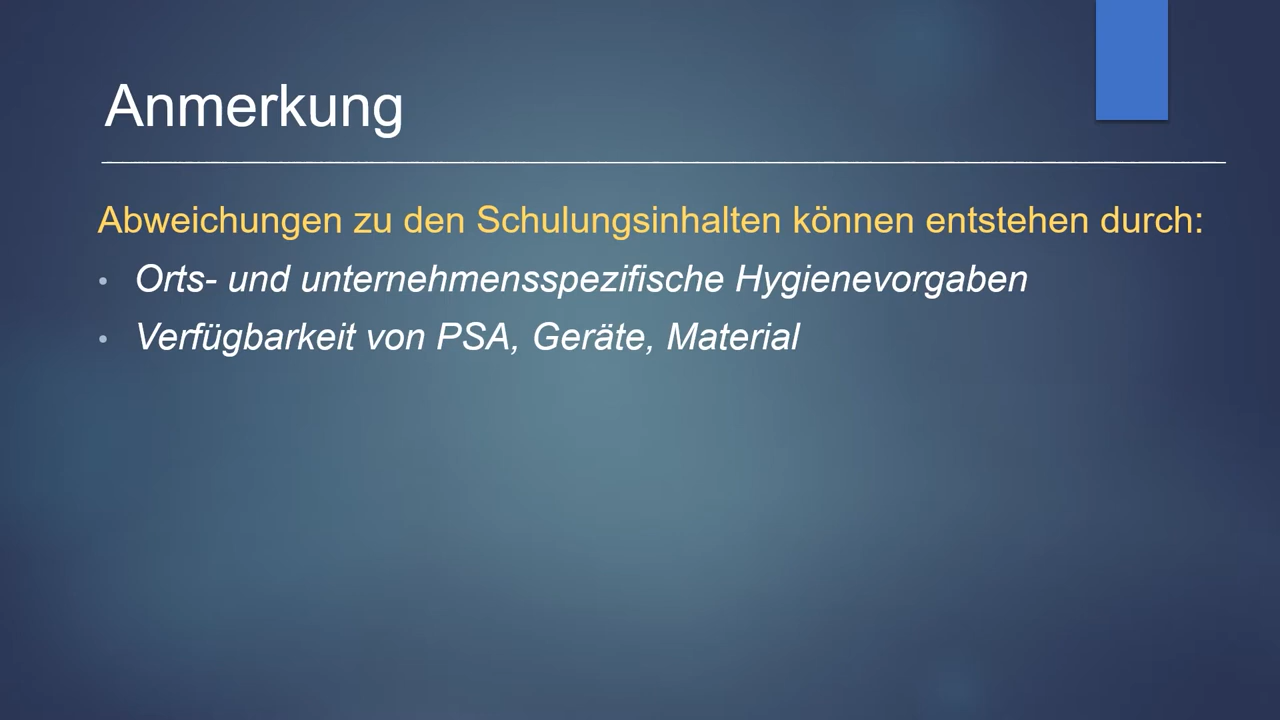 Anmerkung
Abweichungen zu den Schulungsinhalten können entstehen durch:
• Orts- und unternehmensspezifische Hygienevorgaben
• Verfügbarkeit von PSA, Geräte, Material